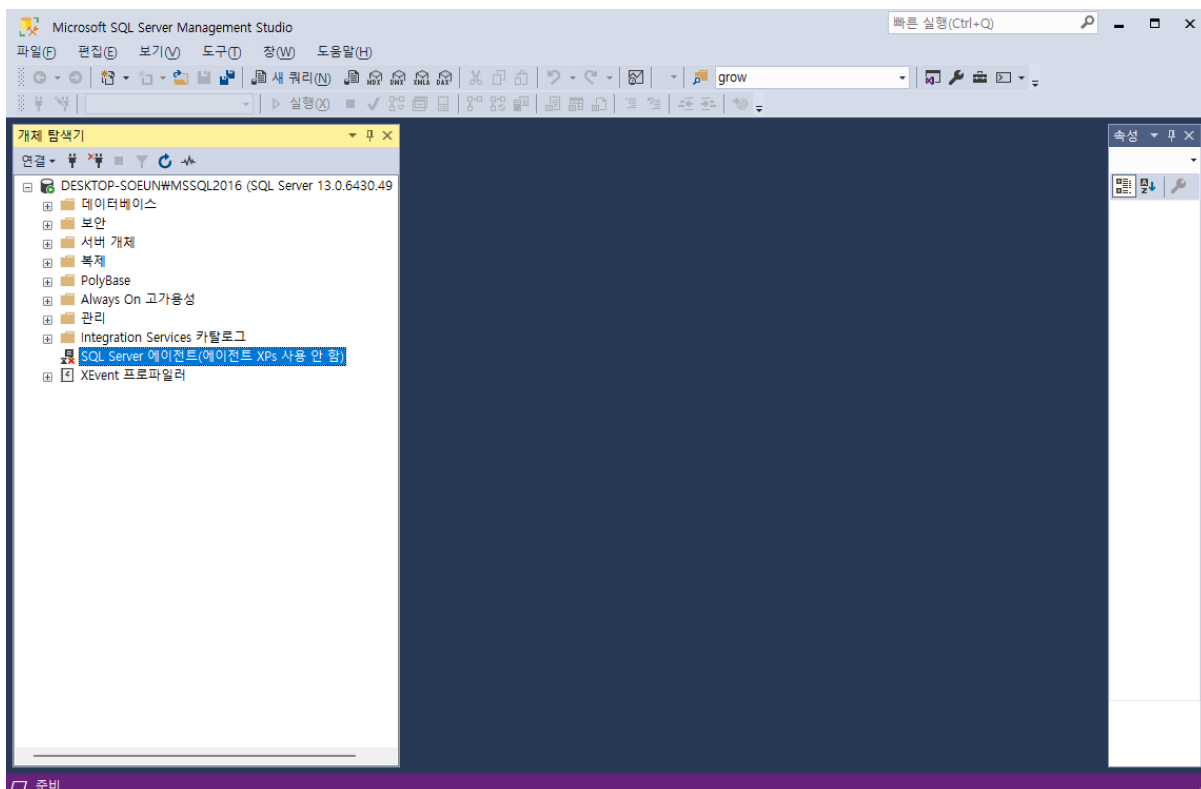 Microsoft SQL Server Management Studio
빠른 실행(Ctrl+Q)
파일(F) 편집(E) 보기(V) 도구(T) 창(W) 도움말(H)
새 쿼리(N) MDX DMX XMLA DAX grow
실행(X)
개체 탐색기
속성
연결
DESKTOP-SOEUN₩MSSQL2016 (SQL Server 13.0.6430.49
데이터베이스
보안
서버 개체
복제
PolyBase
Always On 고가용성
관리
Integration Services 카탈로그
SQL Server 에이전트(에이전트 XPs 사용 안 함)
XEvent 프로파일러
준비